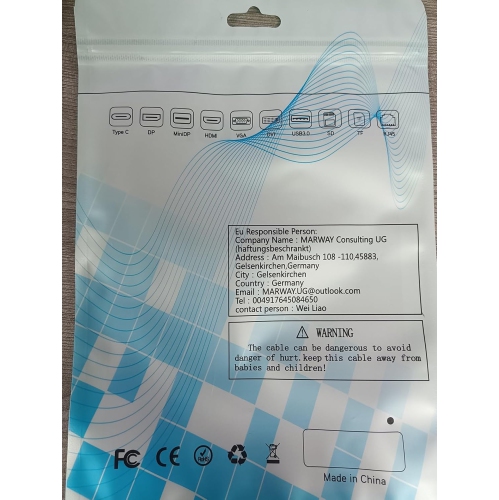 Type C DP MiniDP HDMI VGA DVI USB3.0 SD TF RJ45
Eu Responsible Person:
Company Name : MARWAY Consulting UG
(haftungsbeschrankt)
Address : Am Maibusch 108 -110,45883,
Gelsenkirchen,Germany
City : Gelsenkirchen
Country : Germany
Email : MARWAY.UG@outlook.com
Tel : 004917645084650
contact person : Wei Liao
WARNING
The cable can be dangerous to avoid
danger of hurt.keep this cable away from
babies and children!
FC CE RoHS
Made in China